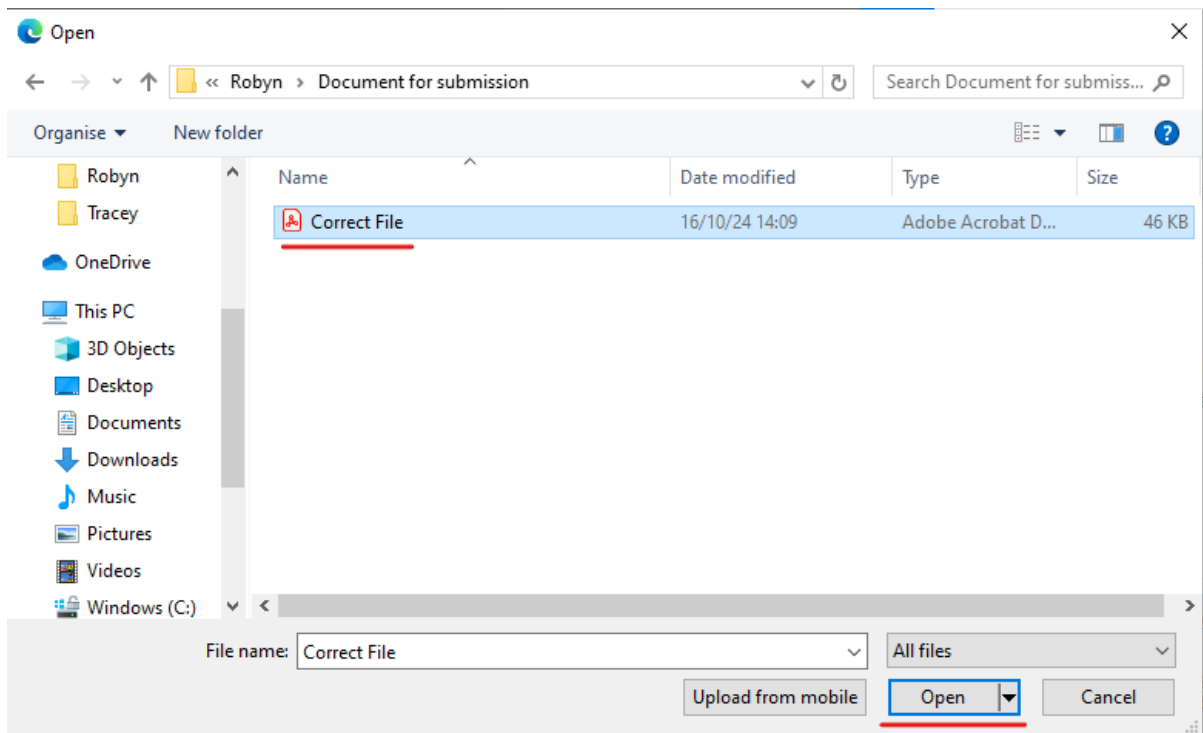 Open
« Robyn > Document for submission
Search Document for submiss...
Organise
New folder
Robyn
Tracey
OneDrive
This PC
3D Objects
Desktop
Documents
Downloads
Music
Pictures
Videos
Windows (C:)
Name Date modified Type Size
Correct File 16/10/24 14:09 Adobe Acrobat D... 46 KB
File name: Correct File All files
Upload from mobile Open Cancel